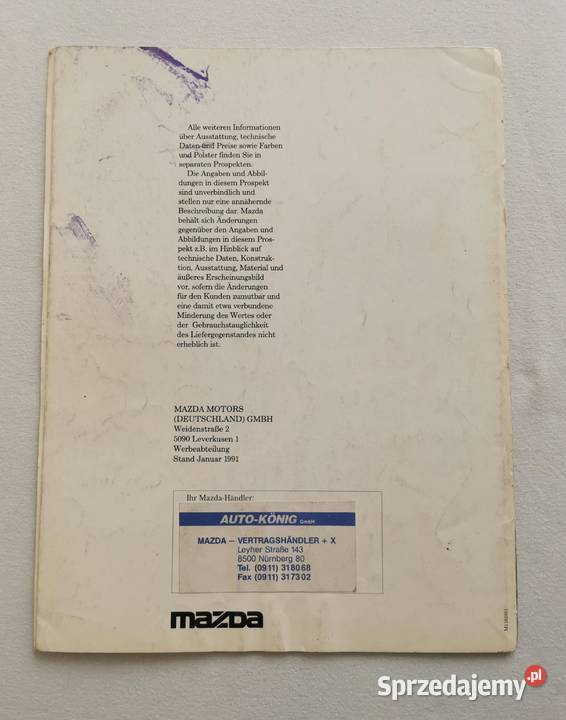 Alle weiteren Informationen
über Ausstattung, technische
Daten und Preise sowie Farben
und Polster finden Sie in
separaten Prospekten.
Die Angaben und Abbil-
dungen in diesem Prospekt
sind unverbindlich und
stellen nur eine annähernde
Beschreibung dar. Mazda
behält sich Änderungen
gegenüber den Angaben und
Abbildungen in diesem Pros-
pekt z.B. im Hinblick auf
technische Daten, Konstruk-
tion, Ausstattung, Material und
äußeres Erscheinungsbild
vor, sofern die Änderungen
für den Kunden zumutbar und
eine damit etwa verbundene
Minderung des Wertes oder
der Gebrauchstauglichkeit
des Liefergegenstandes nicht
erheblich ist.
MAZDA MOTORS
(DEUTSCHLAND) GMBH
Weidenstraße 2
5090 Leverkusen 1
Werbeabteilung
Stand Januar 1991
Ihr Mazda-Händler:
AUTO-KÖNIG GmbH
MAZDA – VERTRAGSHÄNDLER + X
Leyher Straße 143
8500 Nürnberg 80
Tel. (0911) 318068
Fax (0911) 317302
mazda
Sprzedajemy.pl